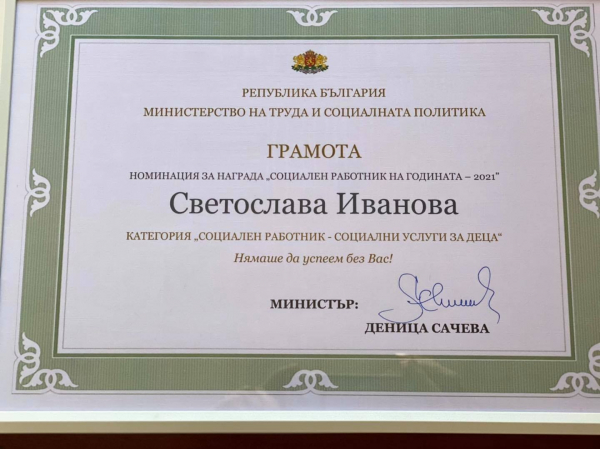 РЕПУБЛИКА БЪЛГАРИЯ
МИНИСТЕРСТВО НА ТРУДА И СОЦИАЛНАТА ПОЛИТИКА
ГРАМОТА
НОМИНАЦИЯ ЗА НАГРАДА „СОЦИАЛЕН РАБОТНИК НА ГОДИНАТА – 2021"
Светослава Иванова
КАТЕГОРИЯ „СОЦИАЛЕН РАБОТНИК - СОЦИАЛНИ УСЛУГИ ЗА ДЕЦА“
Нямаше да успеем без Вас!
МИНИСТЪР:
ДЕНИЦА САЧЕВА